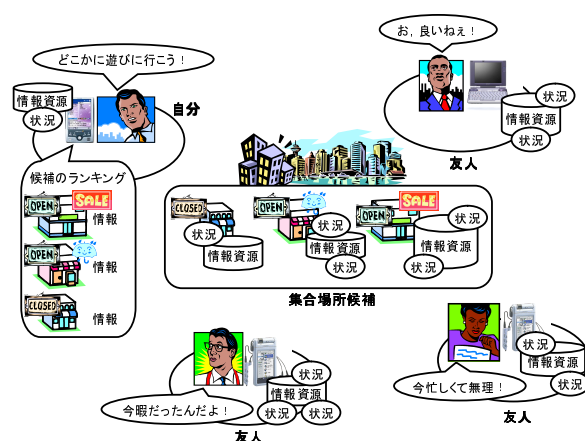 どこかに遊びに行こう！
お，良いねぇ！
情報資源
状況
自分
状況
情報資源
状況
友人
候補のランキング
OPEN
SALE
情報
OPEN
情報
CLOSED
情報
CLOSED
状況
情報資源
OPEN
状況
情報資源
状況
SALE
OPEN
状況
情報資源
状況
集合場所候補
状況
情報資源
状況
状況
今暇だったんだよ！
友人
状況
情報資源
状況
今忙しくて無理！
友人